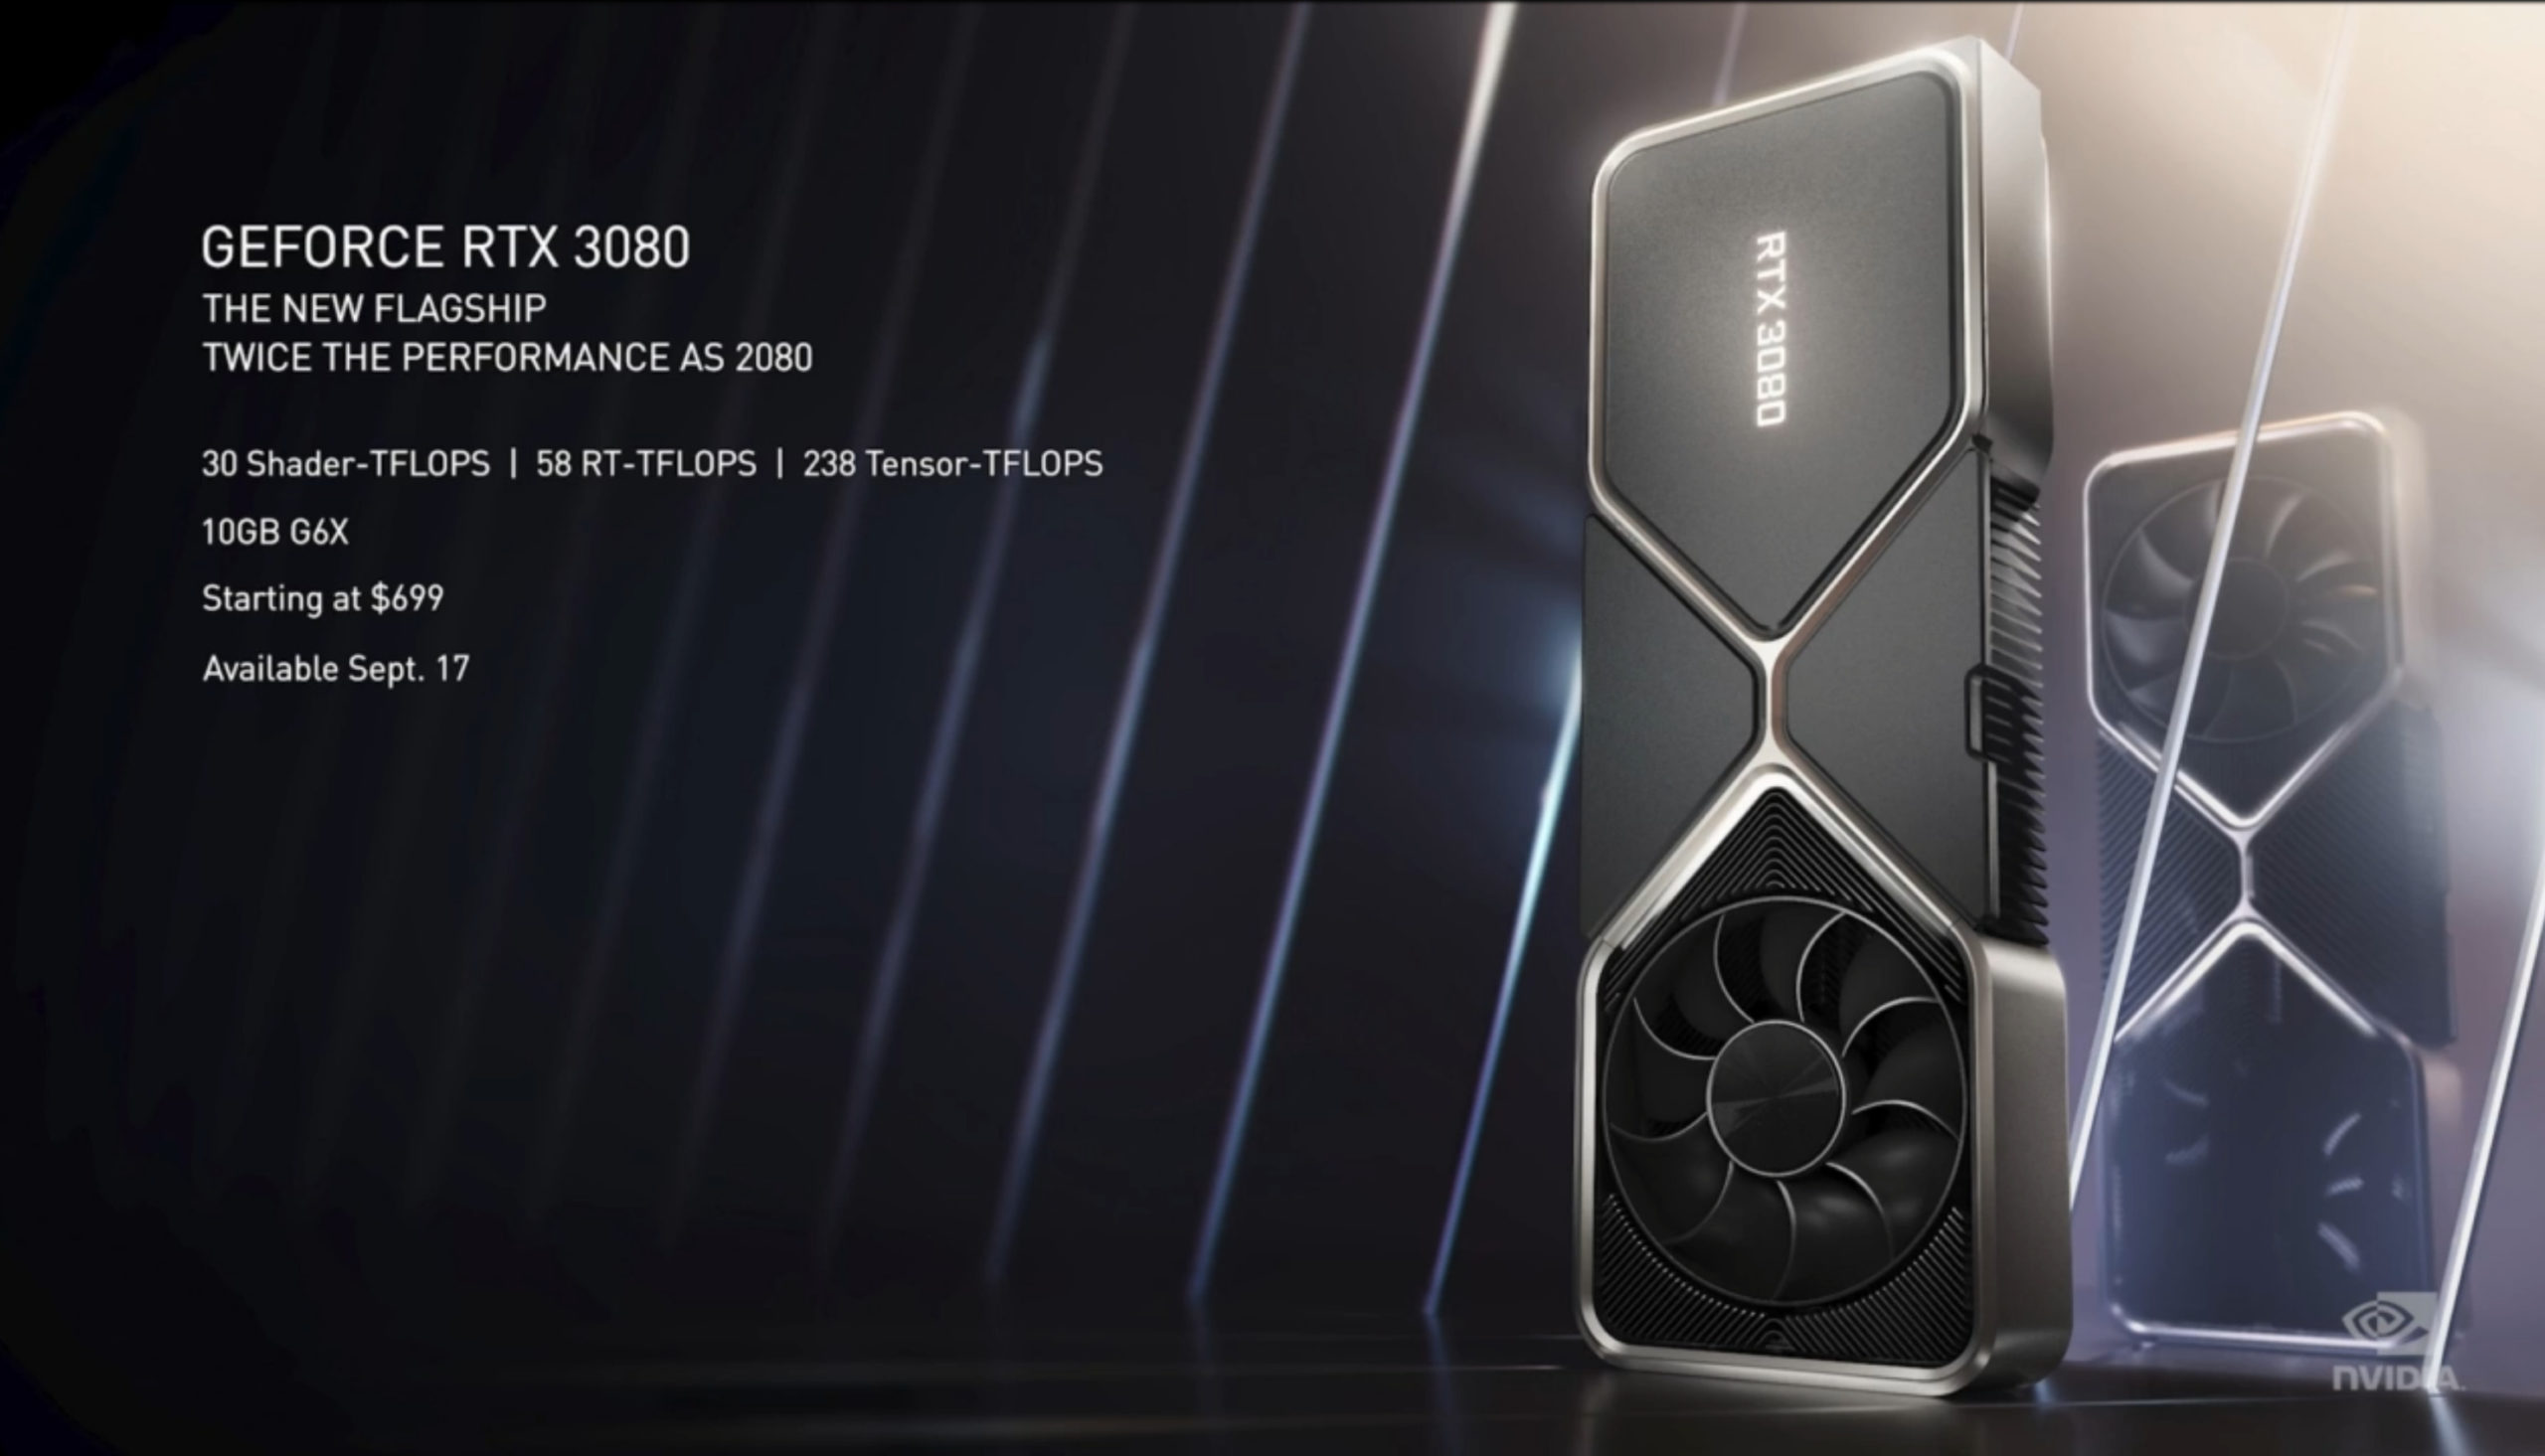 GEFORCE RTX 3080
THE NEW FLAGSHIP
TWICE THE PERFORMANCE AS 2080
30 Shader-TFLOPS | 58 RT-TFLOPS | 238 Tensor-TFLOPS
10GB G6X
Starting at $699
Available Sept. 17
RTX 3080
NVIDIA.